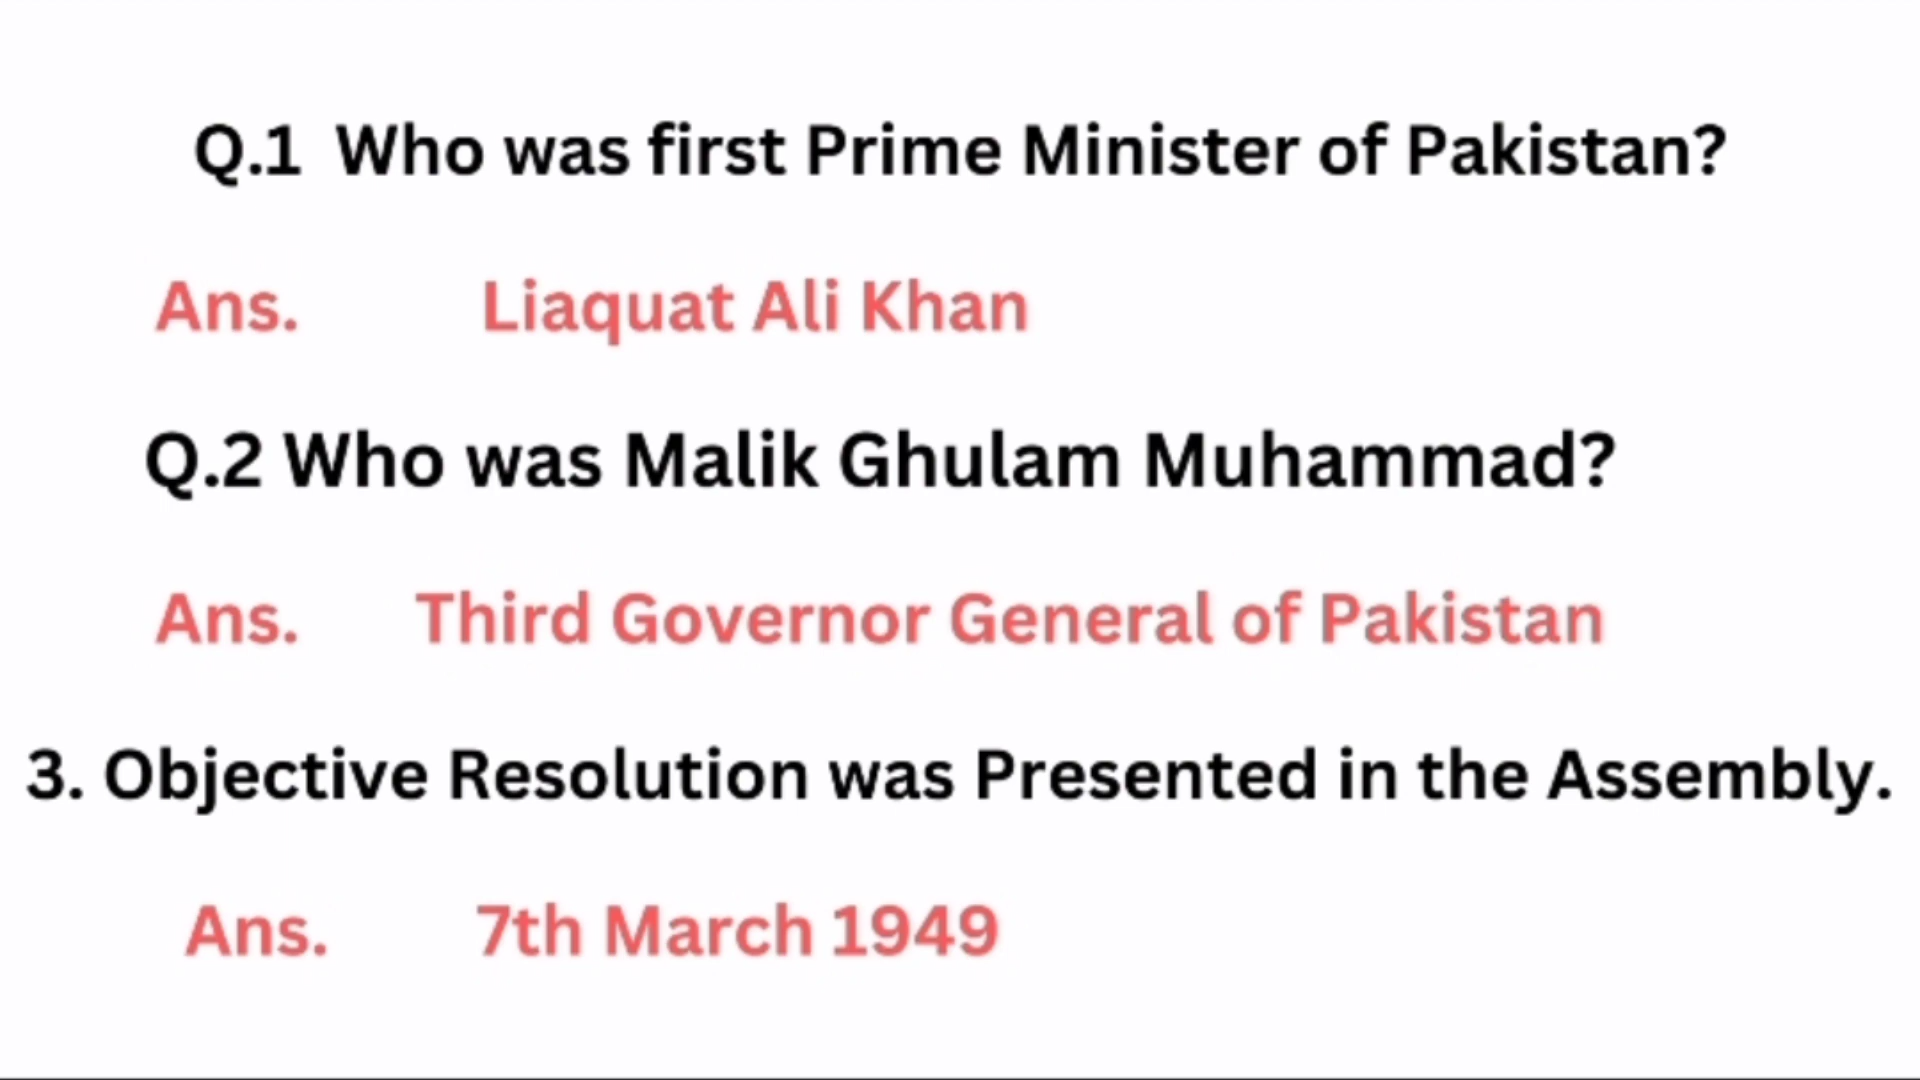 Q.1 Who was first Prime Minister of Pakistan?
Ans. Liaquat Ali Khan
Q.2 Who was Malik Ghulam Muhammad?
Ans. Third Governor General of Pakistan
3. Objective Resolution was Presented in the Assembly.
Ans. 7th March 1949